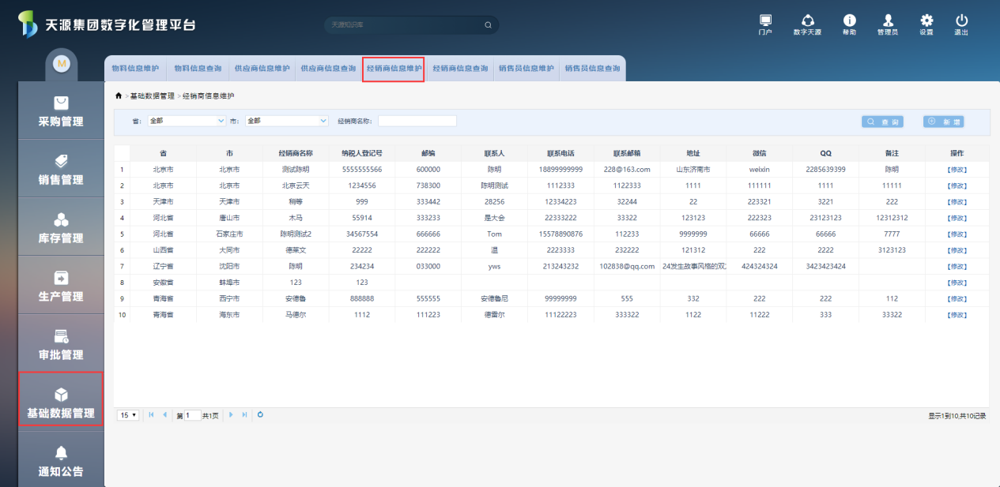 天源集团数字化管理平台
天源知识库
门户 数字天源 帮助 管理员 设置 退出
M
物料信息维护 物料信息查询 供应商信息维护 供应商信息查询 经销商信息维护 经销商信息查询 销售员信息维护 销售员信息查询
采购管理
销售管理
库存管理
生产管理
审批管理
基础数据管理
通知公告
>基础数据管理 >经销商信息维护
省: 全部 市: 全部 经销商名称: 查 询 新 增
省 市 经销商名称 纳税人登记号 邮编 联系人 联系电话 联系邮箱 地址 微信 QQ 备注 操作
1 北京市 北京市 测试陈明 5555555566 600000 陈明 18899999999 228@163.com 山东济南市 weixin 2285639399 陈明 【修改】
2 北京市 北京市 北京云天 1234556 738300 陈明测试 1112333 1122333 1111 111111 1111 11111 【修改】
3 天津市 天津市 稍等 999 333442 28256 12334223 32244 22 223321 3221 222 【修改】
4 河北省 唐山市 木马 55914 333233 是大会 22333222 33322 123123 222323 23123123 12312312 【修改】
5 河北省 石家庄市 陈明测试2 34567554 666666 Tom 15578890876 112233 9999999 66666 66666 7777 【修改】
6 山西省 大同市 德莱文 22222 222222 温 2223333 232222 121312 222 2222 3123123 【修改】
7 辽宁省 沈阳市 陈明 234234 033000 yws 213243232 102838@qq.com 24发生故事风格的双 424324324 3423423424 【修改】
8 安徽省 蚌埠市 123 123 【修改】
9 青海省 西宁市 安德鲁 888888 555555 安德鲁尼 99999999 555 332 222 222 112 【修改】
10 青海省 海东市 马德尔 1112 111223 德雷尔 11122223 333322 1122 11222 333 33322 【修改】
15 第 1 共1页 显示1到10,共10记录